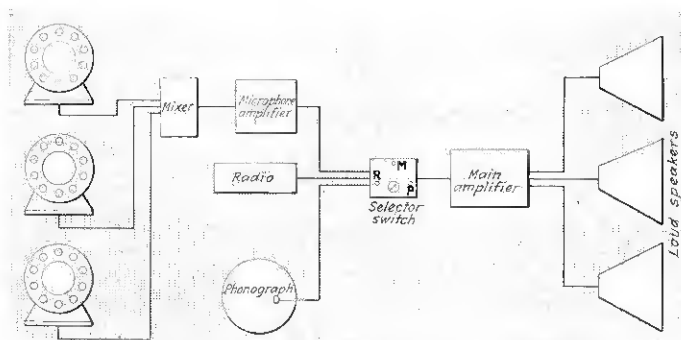 Mixer
Microphone
amplifier
Radio
Phonograph
M
R
P
Selector
switch
Main
amplifier
Loud speakers